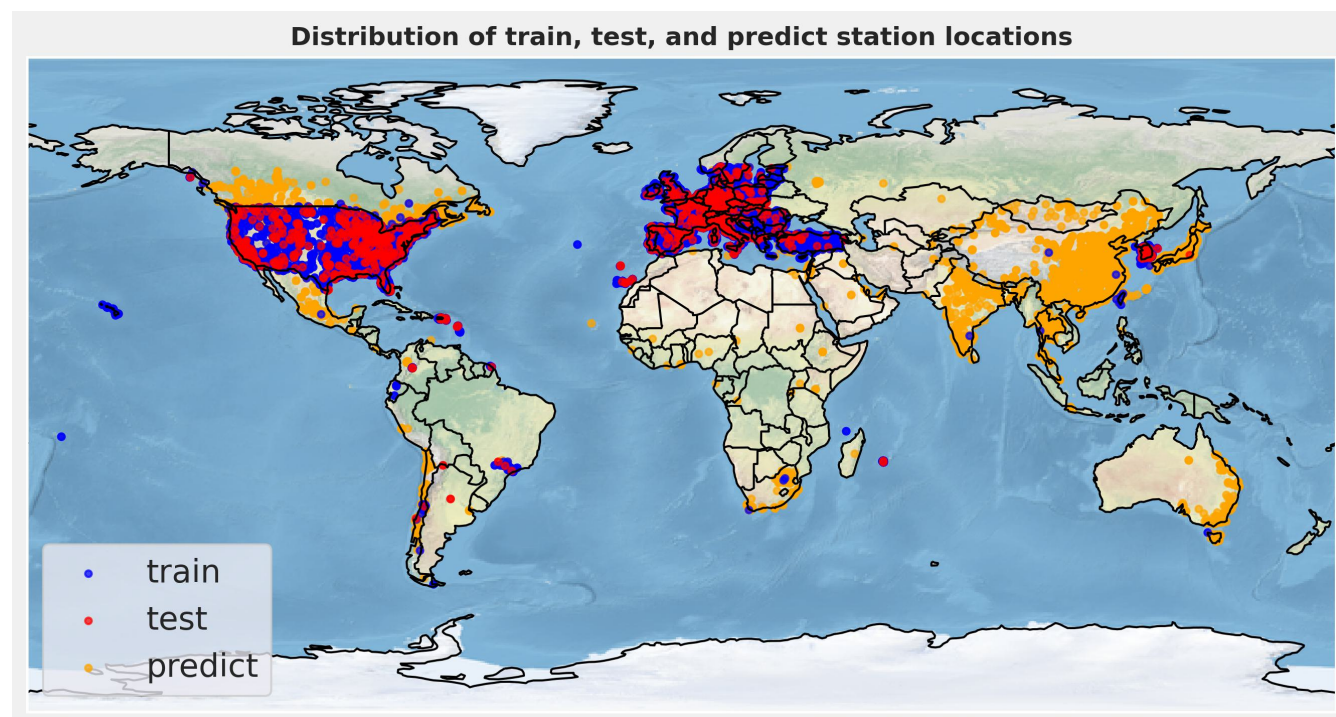 Distribution of train, test, and predict station locations
train
test
predict